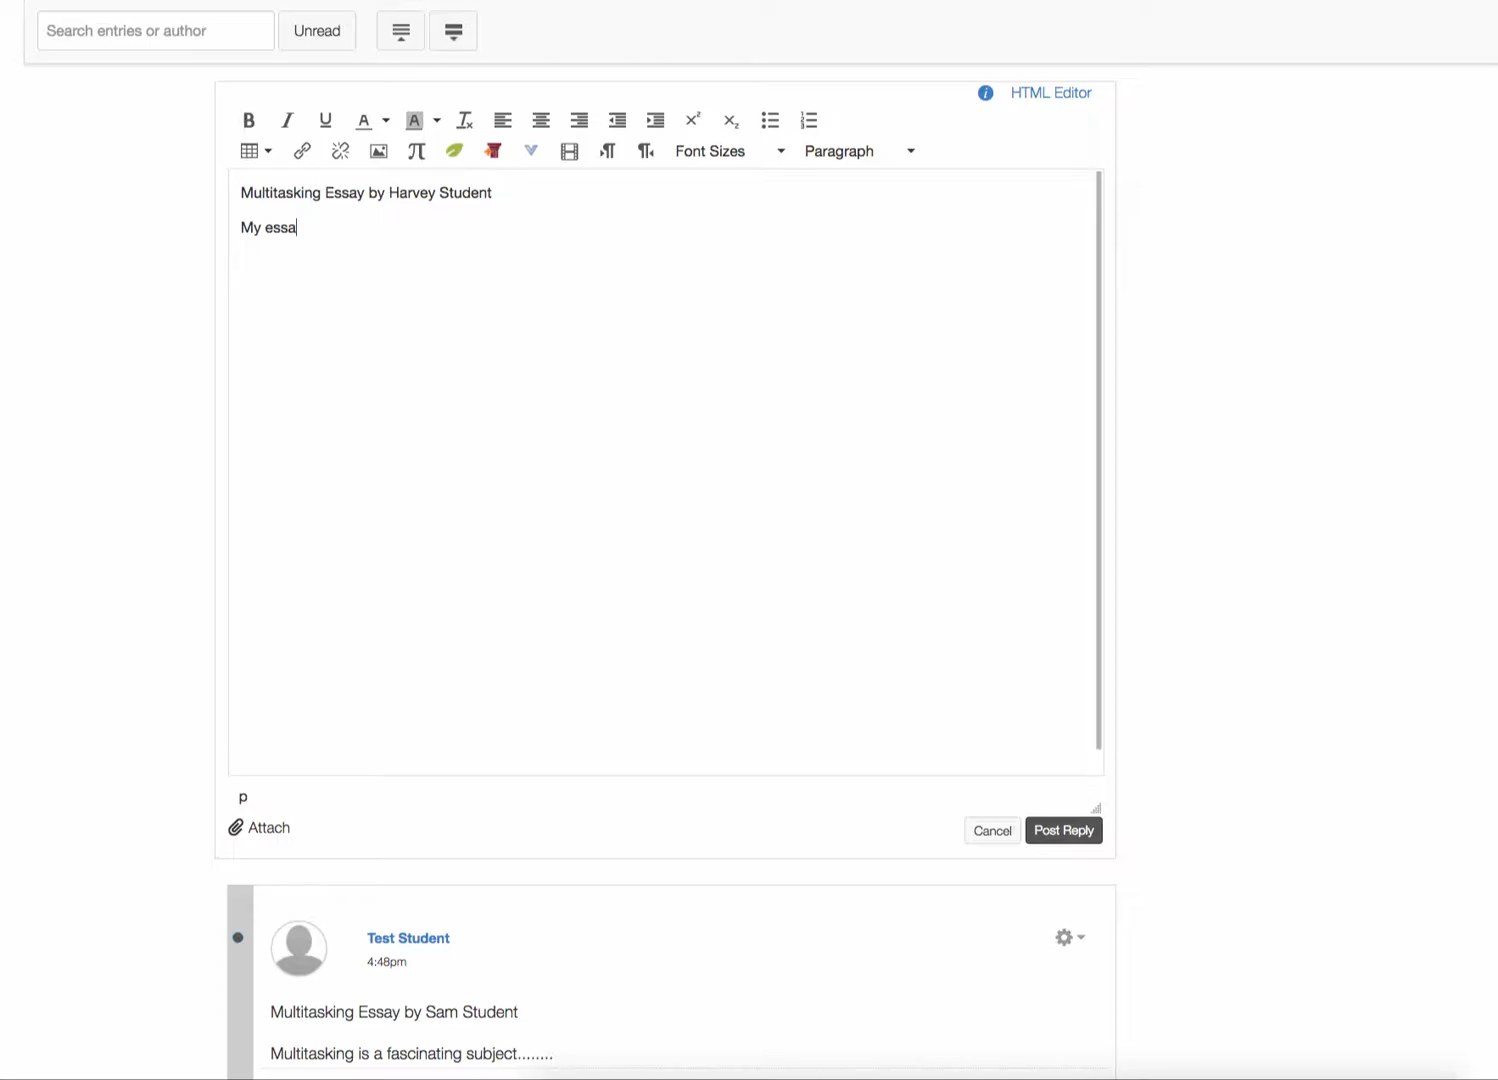 Search entries or author
Unread
HTML Editor
Font Sizes
Paragraph
Multitasking Essay by Harvey Student
My essa
p
Attach
Cancel
Post Reply
Test Student
4:48pm
Multitasking Essay by Sam Student
Multitasking is a fascinating subject........